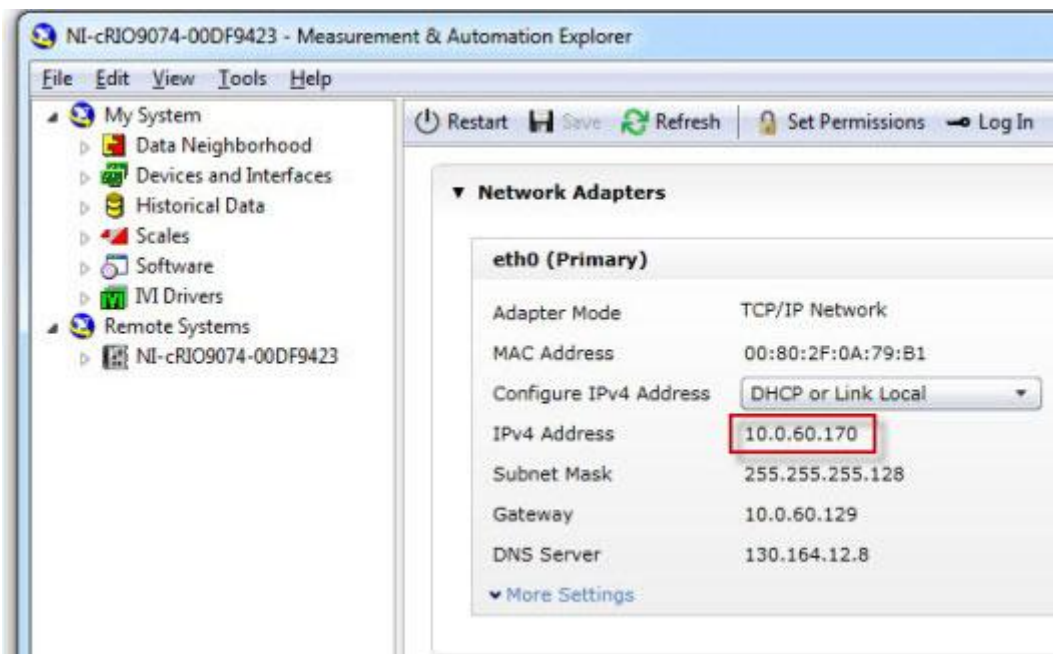 NI-cRIO9074-00DF9423 - Measurement & Automation Explorer
File Edit View Tools Help
My System
Data Neighborhood
Devices and Interfaces
Historical Data
Scales
Software
IVI Drivers
Remote Systems
NI-cRIO9074-00DF9423
Restart Save Refresh Set Permissions Log In
Network Adapters
eth0 (Primary)
Adapter Mode TCP/IP Network
MAC Address 00:80:2F:0A:79:B1
Configure IPv4 Address DHCP or Link Local
IPv4 Address 10.0.60.170
Subnet Mask 255.255.255.128
Gateway 10.0.60.129
DNS Server 130.164.12.8
More Settings